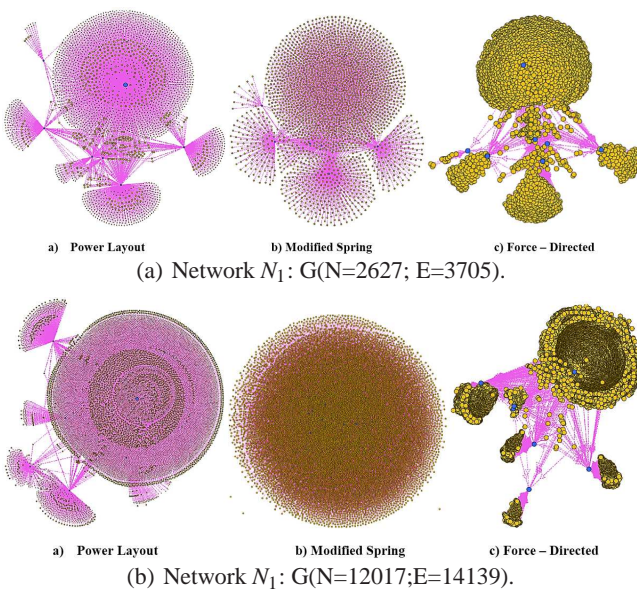 a) Power Layout b) Modified Spring c) Force – Directed
(a) Network N₁: G(N=2627; E=3705).
a) Power Layout b) Modified Spring c) Force – Directed
(b) Network N₁: G(N=12017;E=14139).